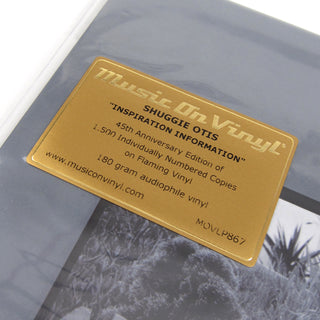 Music On Vinyl
SHUGGIE OTIS
"INSPIRATION INFORMATION"
45th Anniversary Edition of
1.500 Individually Numbered Copies
on Flaming Vinyl
180 gram audiophile vinyl
www.musiconvinyl.com
MOVLP867